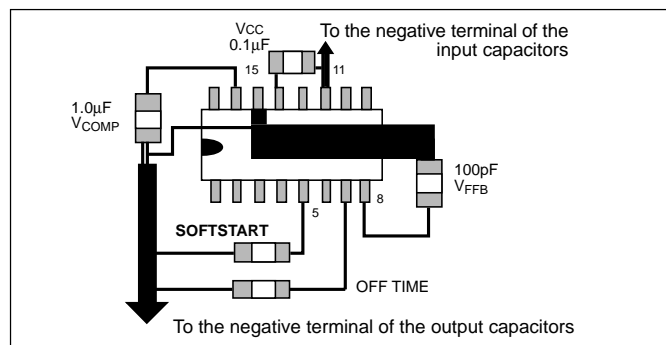 VCC
0.1µF
To the negative terminal of the
input capacitors
15
11
1.0µF
VCOMP
100pF
VFFB
5
8
SOFTSTART
OFF TIME
To the negative terminal of the output capacitors